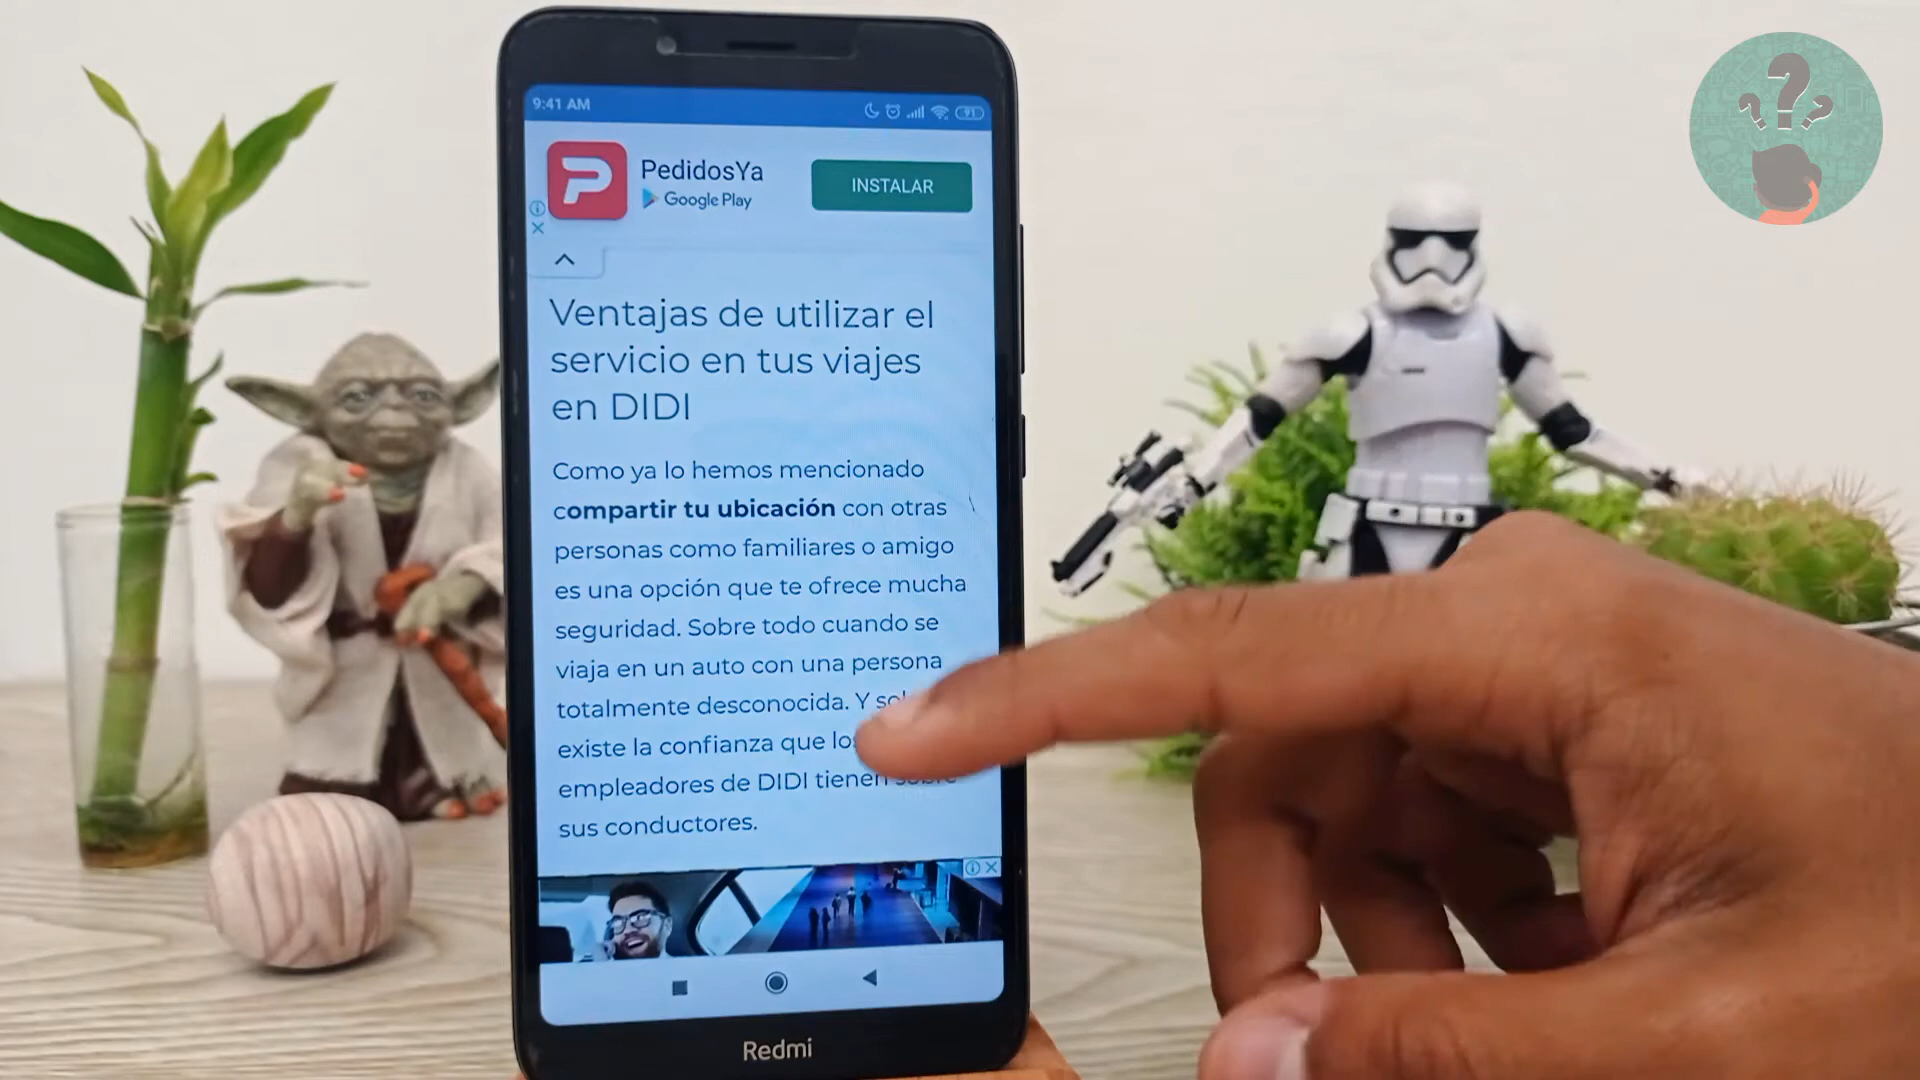 9:41 AM
91
PedidosYa
Google Play
INSTALAR
Ventajas de utilizar el
servicio en tus viajes
en DIDI
Como ya lo hemos mencionado
compartir tu ubicación con otras
personas como familiares o amigo
es una opción que te ofrece mucha
seguridad. Sobre todo cuando se
viaja en un auto con una persona
totalmente desconocida. Y
existe la confianza que
empleadores de DIDI tienen sobre
sus conductores.
Redmi